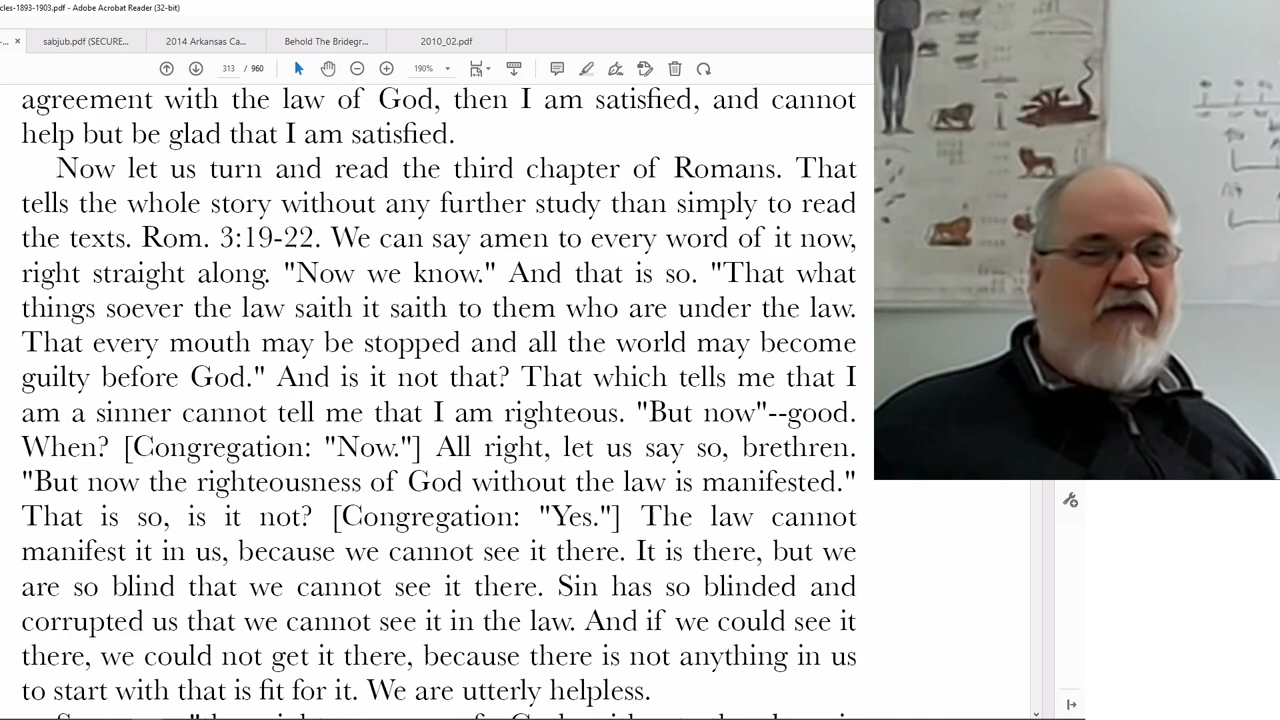 cles-1893-1903.pdf - Adobe Acrobat Reader (32-bit)
-... × sabjub.pdf (SECURE... 2014 Arkansas Ca... Behold The Bridegr... 2010_02.pdf
313 / 960 190%
agreement with the law of God, then I am satisfied, and cannot
help but be glad that I am satisfied.
Now let us turn and read the third chapter of Romans. That
tells the whole story without any further study than simply to read
the texts. Rom. 3:19-22. We can say amen to every word of it now,
right straight along. "Now we know." And that is so. "That what
things soever the law saith it saith to them who are under the law.
That every mouth may be stopped and all the world may become
guilty before God." And is it not that? That which tells me that I
am a sinner cannot tell me that I am righteous. "But now"--good.
When? [Congregation: "Now."] All right, let us say so, brethren.
"But now the righteousness of God without the law is manifested."
That is so, is it not? [Congregation: "Yes."] The law cannot
manifest it in us, because we cannot see it there. It is there, but we
are so blind that we cannot see it there. Sin has so blinded and
corrupted us that we cannot see it in the law. And if we could see it
there, we could not get it there, because there is not anything in us
to start with that is fit for it. We are utterly helpless.